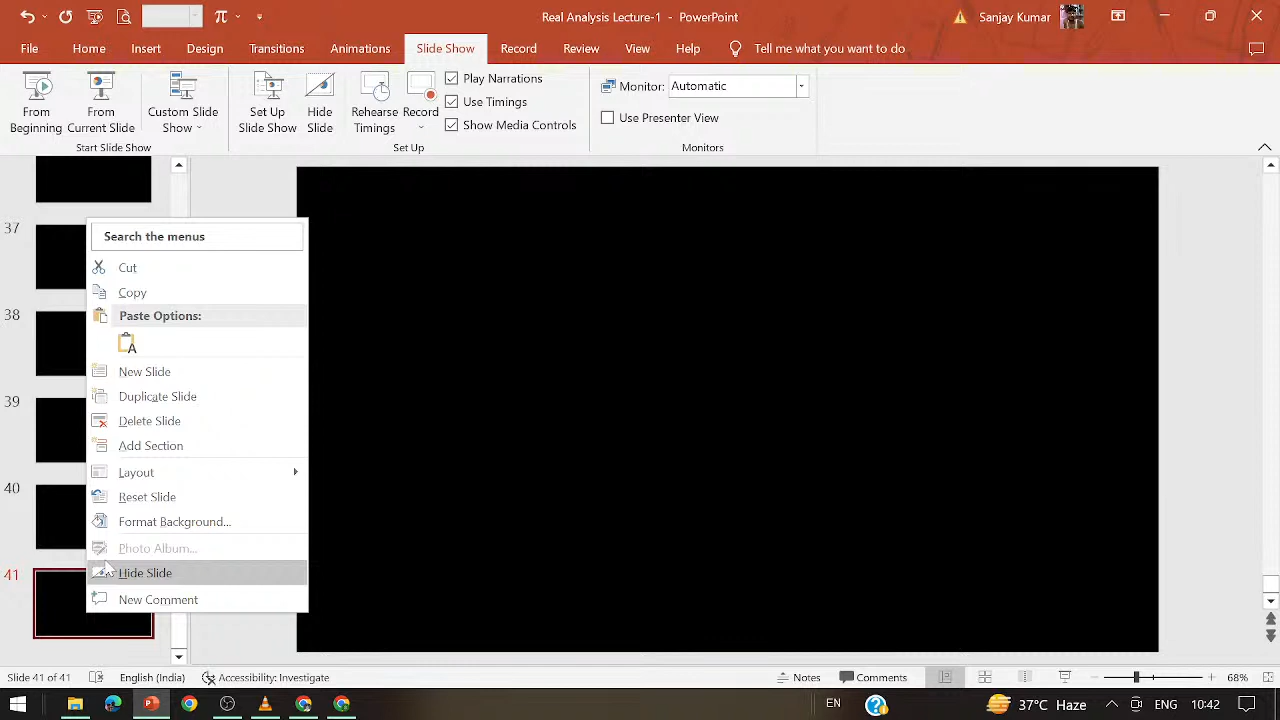 Real Analysis Lecture-1 - PowerPoint
Sanjay Kumar
File Home Insert Design Transitions Animations Slide Show Record Review View Help Tell me what you want to do
From Beginning
From Current Slide
Custom Slide Show
Start Slide Show
Set Up Slide Show
Hide Slide
Rehearse Timings
Record
Play Narrations
Use Timings
Show Media Controls
Set Up
Monitor: Automatic
Use Presenter View
Monitors
37
38
39
40
41
Search the menus
Cut
Copy
Paste Options:
New Slide
Duplicate Slide
Delete Slide
Add Section
Layout
Reset Slide
Format Background...
Photo Album...
Hide Slide
New Comment
Slide 41 of 41 English (India) Accessibility: Investigate Notes Comments 68%
EN 37°C Haze ENG 10:42